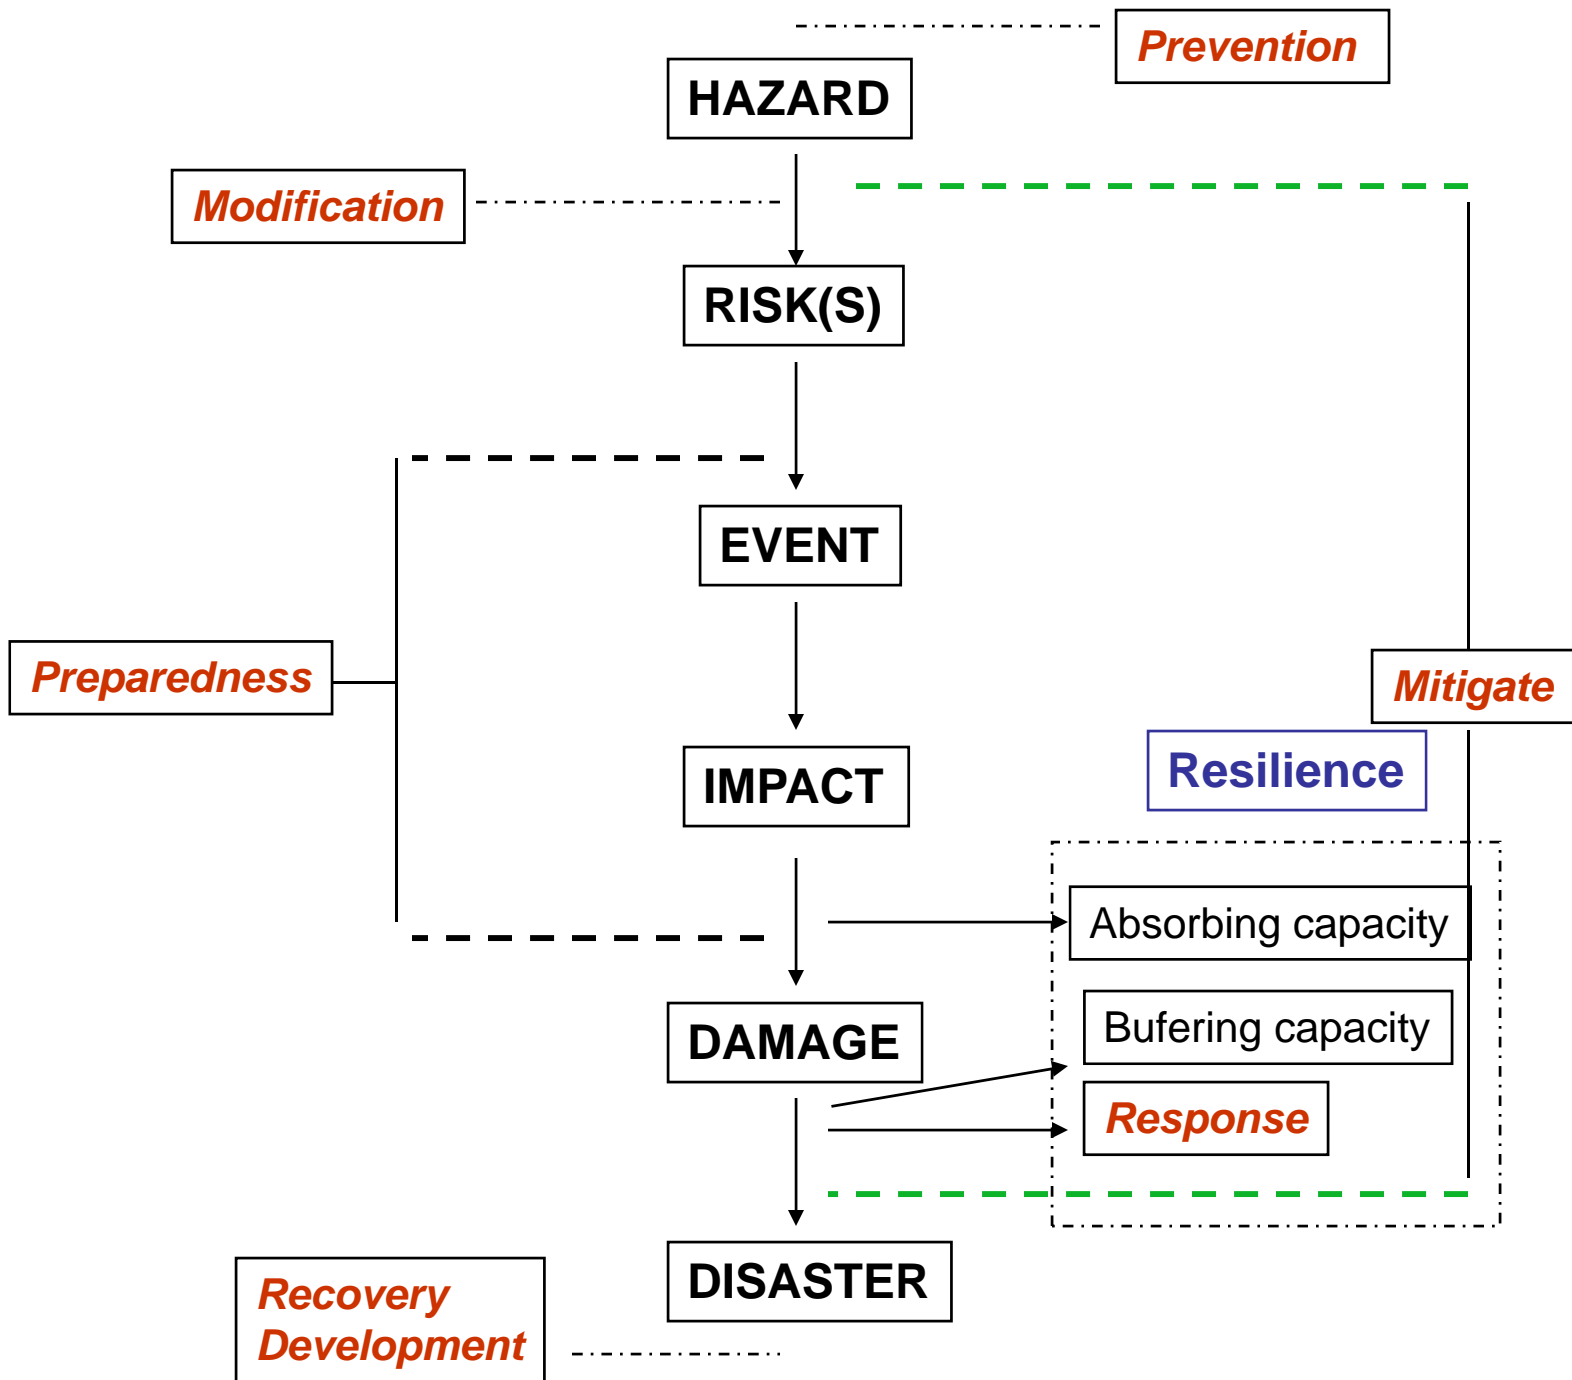 Prevention
HAZARD
Modification
RISK(S)
EVENT
Preparedness
Mitigate
IMPACT
Resilience
Absorbing capacity
Bufering capacity
DAMAGE
Response
DISASTER
Recovery
Development